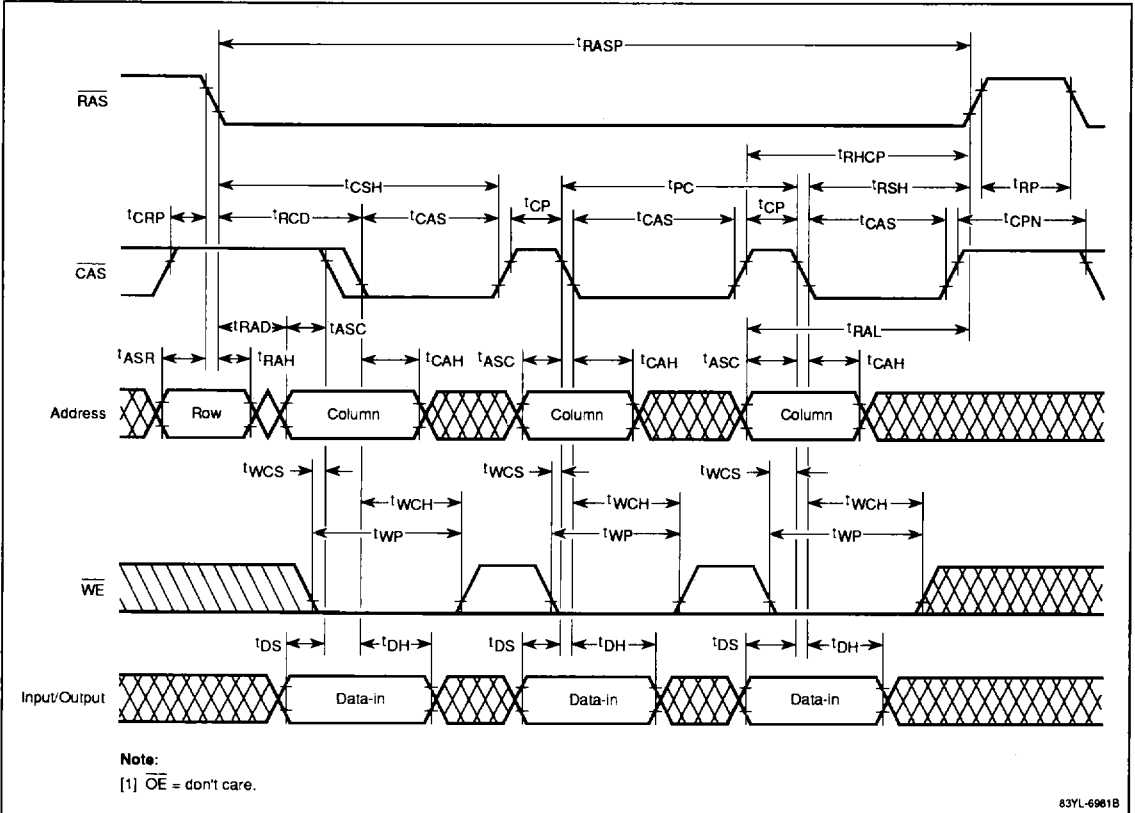 tRASP
RAS
tRHCP
tCSH
tPC
tRSH
tRP
tCRP
tRCD
tCAS
tCP
tCAS
tCP
tCAS
tCPN
CAS
tRAD
tASC
tRAL
tASR
tRAH
tCAH
tASC
tCAH
tASC
tCAH
Address
Row
Column
Column
Column
tWCS
tWCS
tWCS
tWCH
tWCH
tWCH
tWP
tWP
tWP
WE
tDS
tDH
tDS
tDH
tDS
tDH
Input/Output
Data-in
Data-in
Data-in
Note:
[1] OE = don't care.
83YL-6981B